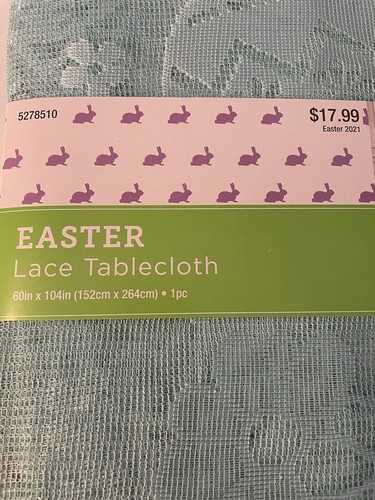 5278510
$17.99
Easter 2021
EASTER
Lace Tablecloth
60in x 104in (152cm x 264cm) • 1pc